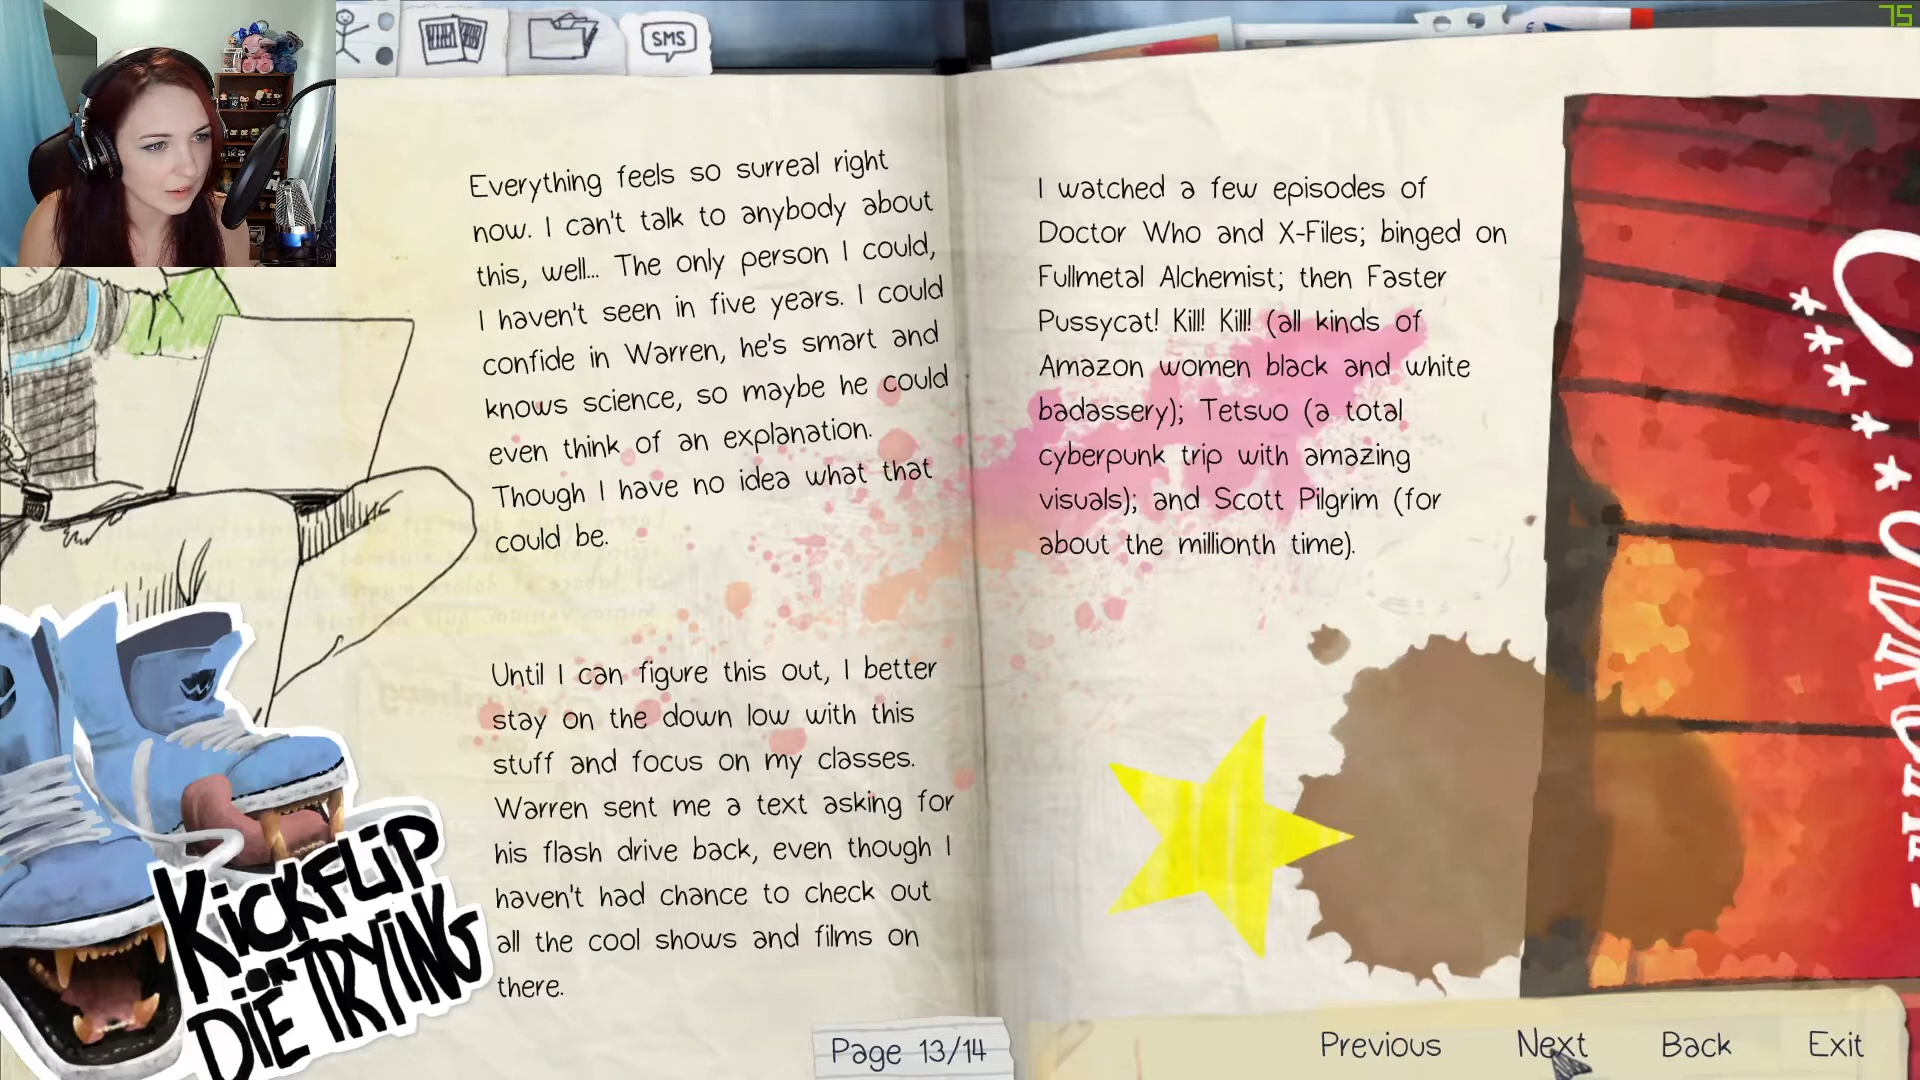 75
SMS
Everything feels so surreal right
now. I can't talk to anybody about
this, well... The only person I could,
I haven't seen in five years. I could
confide in Warren, he's smart and
knows science, so maybe he could
even think of an explanation.
Though I have no idea what that
could be.
Until I can figure this out, I better
stay on the down low with this
stuff and focus on my classes.
Warren sent me a text asking for
his flash drive back, even though I
haven't had chance to check out
all the cool shows and films on
there.
KickFLiP
OR
DiE TRYiNG
I watched a few episodes of
Doctor Who and X-Files; binged on
Fullmetal Alchemist; then Faster
Pussycat! Kill! Kill! (all kinds of
Amazon women black and white
badassery); Tetsuo (a total
cyberpunk trip with amazing
visuals); and Scott Pilgrim (for
about the millionth time).
Page 13/14
Previous
Next
Back
Exit